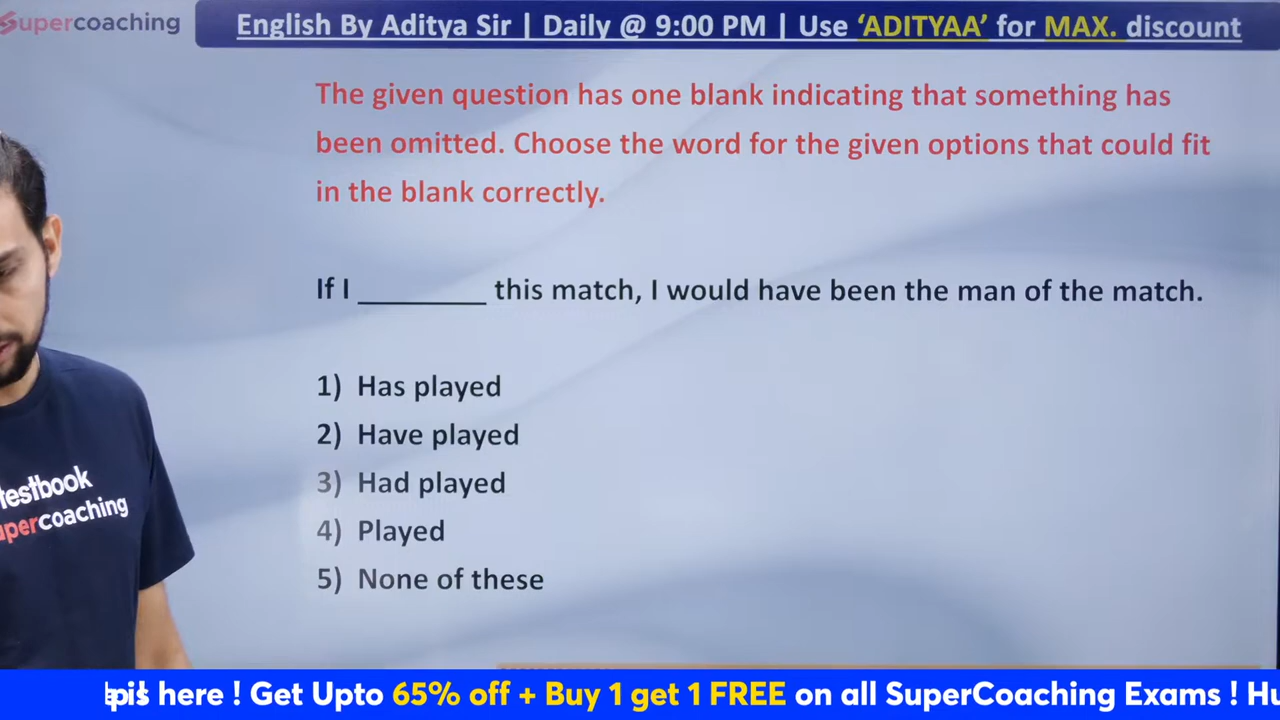 Supercoaching
English By Aditya Sir | Daily @ 9:00 PM | Use ‘ADITYAA’ for MAX. discount
The given question has one blank indicating that something has
been omitted. Choose the word for the given options that could fit
in the blank correctly.
If I ________ this match, I would have been the man of the match.
1) Has played
2) Have played
3) Had played
4) Played
5) None of these
testbook
supercoaching
here ! Get Upto 65% off + Buy 1 get 1 FREE on all SuperCoaching Exams !